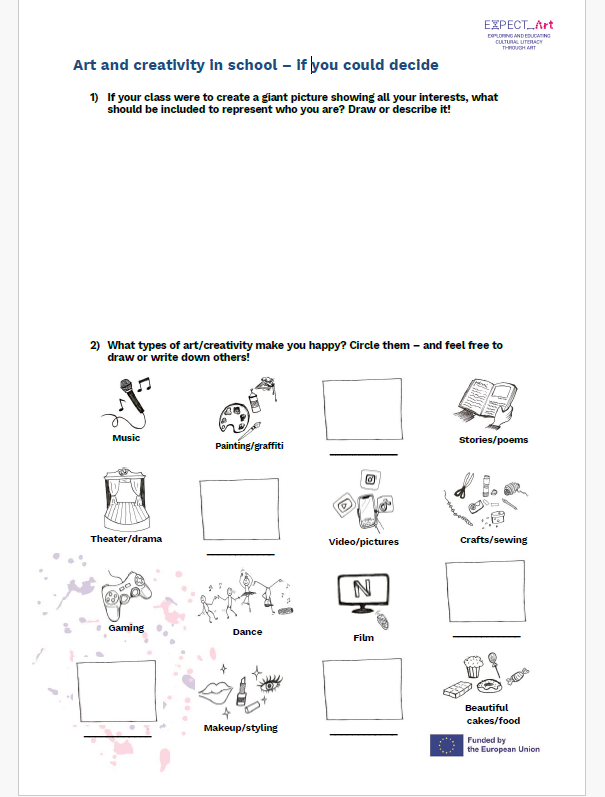 EXPECT_Art
EXPLORING AND EDUCATING
CULTURAL LITERACY
THROUGH ART
Art and creativity in school – if you could decide
1) If your class were to create a giant picture showing all your interests, what
should be included to represent who you are? Draw or describe it!
2) What types of art/creativity make you happy? Circle them – and feel free to
draw or write down others!
Music
Painting/graffiti
Stories/poems
Theater/drama
Video/pictures
Crafts/sewing
N
Gaming
Dance
Film
Makeup/styling
Beautiful
cakes/food
Funded by
the European Union